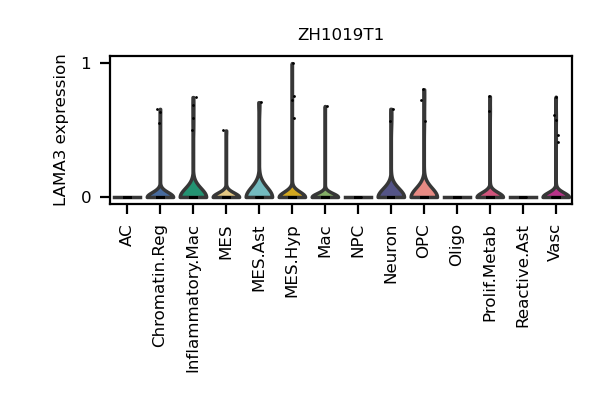 ZH1019T1
LAMA3 expression
1
0
AC
Chromatin.Reg
Inflammatory.Mac
MES
MES.Ast
MES.Hyp
Mac
NPC
Neuron
OPC
Oligo
Prolif.Metab
Reactive.Ast
Vasc